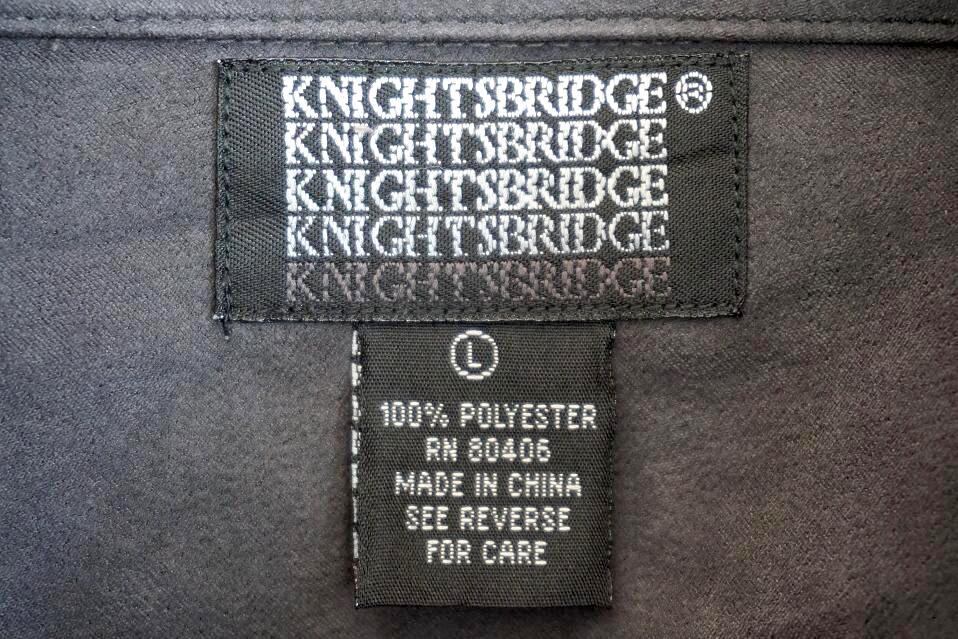 KNIGHTSBRIDGE ®
KNIGHTSBRIDGE
KNIGHTSBRIDGE
KNIGHTSBRIDGE
KNIGHTSBRIDGE
L
100% POLYESTER
RN 80406
MADE IN CHINA
SEE REVERSE
FOR CARE